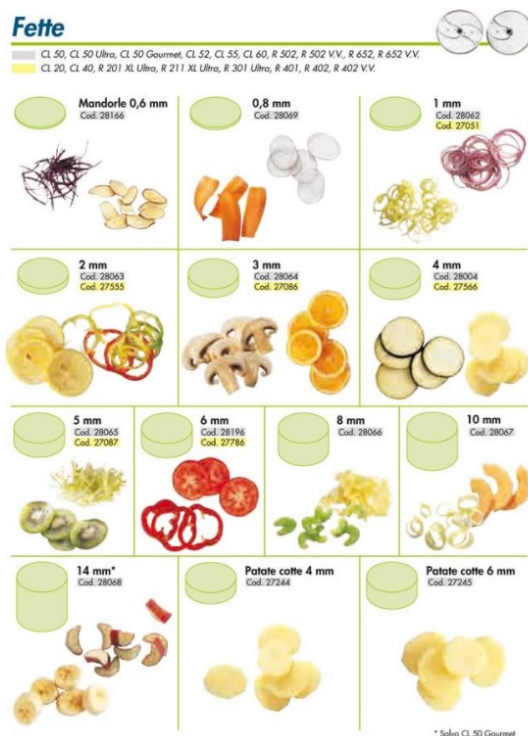 Fette
CL 50, CL 50 Ultra, CL 50 Gourmet, CL 52, CL 55, CL 60, R 502, R 502 V.V., R 652, R 652 V.V.
CL 20, CL 40, R 201 XL Ultra, R 211 XL Ultra, R 301 Ultra, R 401, R 402, R 402 V.V.
Mandorle 0,6 mm
Cod. 28166
0,8 mm
Cod. 28069
1 mm
Cod. 28062
Cod. 27051
2 mm
Cod. 28063
Cod. 27555
3 mm
Cod. 28064
Cod. 27086
4 mm
Cod. 28004
Cod. 27566
5 mm
Cod. 28065
Cod. 27087
6 mm
Cod. 28196
Cod. 27786
8 mm
Cod. 28066
10 mm
Cod. 28067
14 mm*
Cod. 28068
Patate cotte 4 mm
Cod. 27244
Patate cotte 6 mm
Cod. 27245
* Salvo CL 50 Gourmet